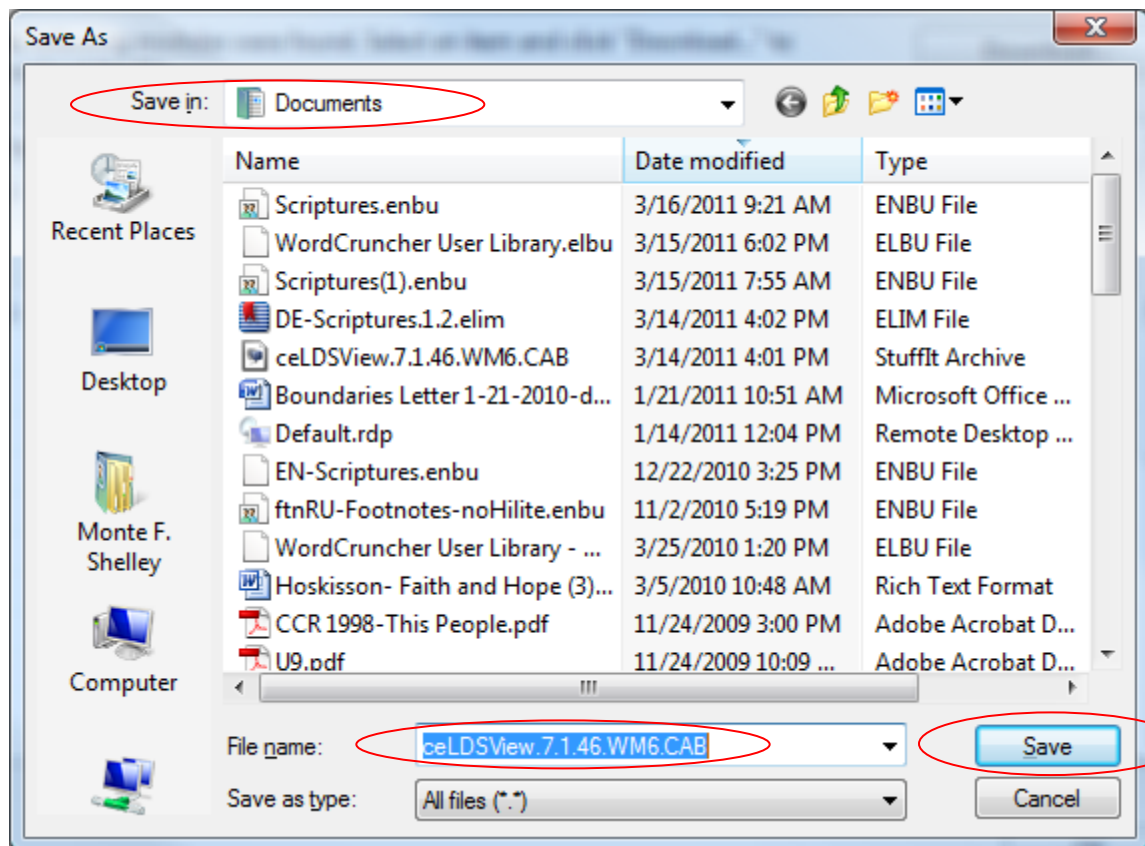 Save As
Save in: Documents
Name Date modified Type
Scriptures.enbu 3/16/2011 9:21 AM ENBU File
WordCruncher User Library.elbu 3/15/2011 6:02 PM ELBU File
Scriptures(1).enbu 3/15/2011 7:55 AM ENBU File
DE-Scriptures.1.2.elim 3/14/2011 4:02 PM ELIM File
ceLDSView.7.1.46.WM6.CAB 3/14/2011 4:01 PM StuffIt Archive
Boundaries Letter 1-21-2010-d... 1/21/2011 10:51 AM Microsoft Office ...
Default.rdp 1/14/2011 12:04 PM Remote Desktop ...
EN-Scriptures.enbu 12/22/2010 3:25 PM ENBU File
ftnRU-Footnotes-noHilite.enbu 11/2/2010 5:19 PM ENBU File
WordCruncher User Library - ... 3/25/2010 1:20 PM ELBU File
Hoskisson- Faith and Hope (3)... 3/5/2010 10:48 AM Rich Text Format
CCR 1998-This People.pdf 11/24/2009 3:00 PM Adobe Acrobat D...
U9.pdf 11/24/2009 10:09 ... Adobe Acrobat D...
Recent Places
Desktop
Monte F.
Shelley
Computer
File name: ceLDSView.7.1.46.WM6.CAB Save
Save as type: All files (*.*) Cancel